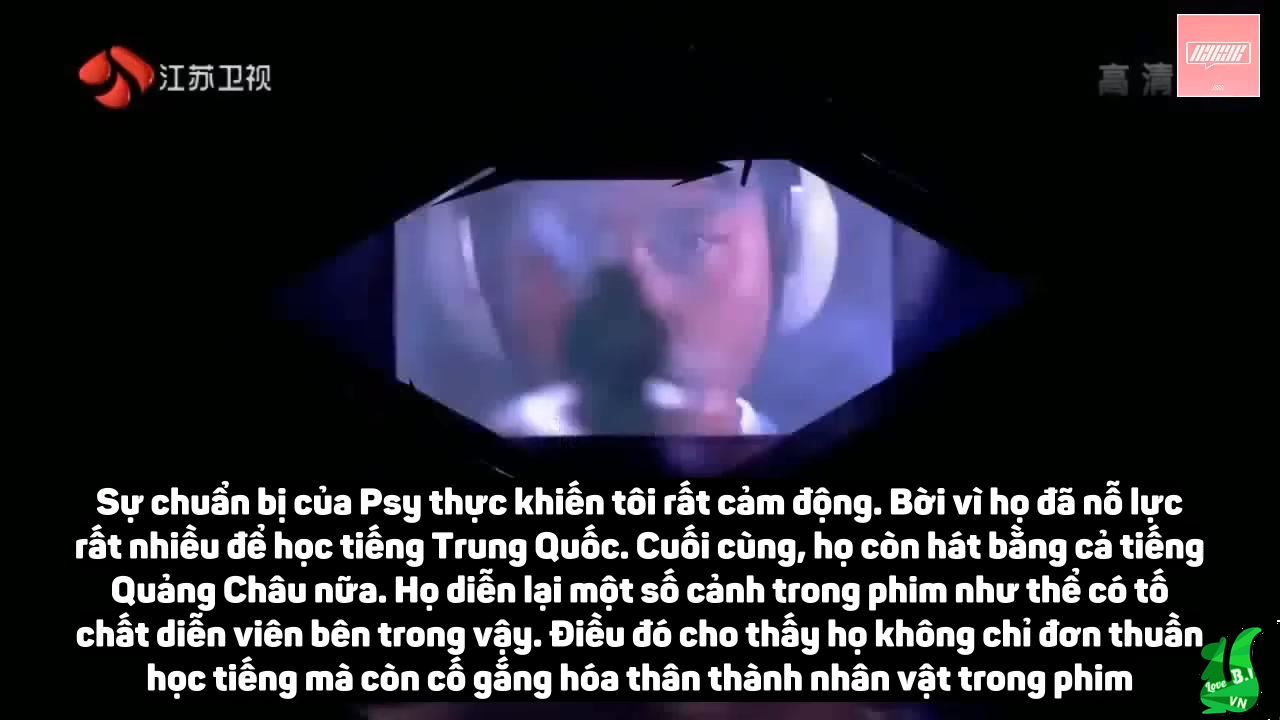 江苏卫视
高清
Sự chuẩn bị của Psy thực khiến tôi rất cảm động. Bời vì họ đã nỗ lực
rất nhiều để học tiếng Trung Quốc. Cuối cùng, họ còn hát bằng cả tiếng
Quảng Châu nữa. Họ diễn lại một số cảnh trong phim như thể có tố
chất diễn viên bên trong vậy. Điều đó cho thấy họ không chỉ đơn thuần
học tiếng mà còn cố gắng hóa thân thành nhân vật trong phim
Love B.I
VN